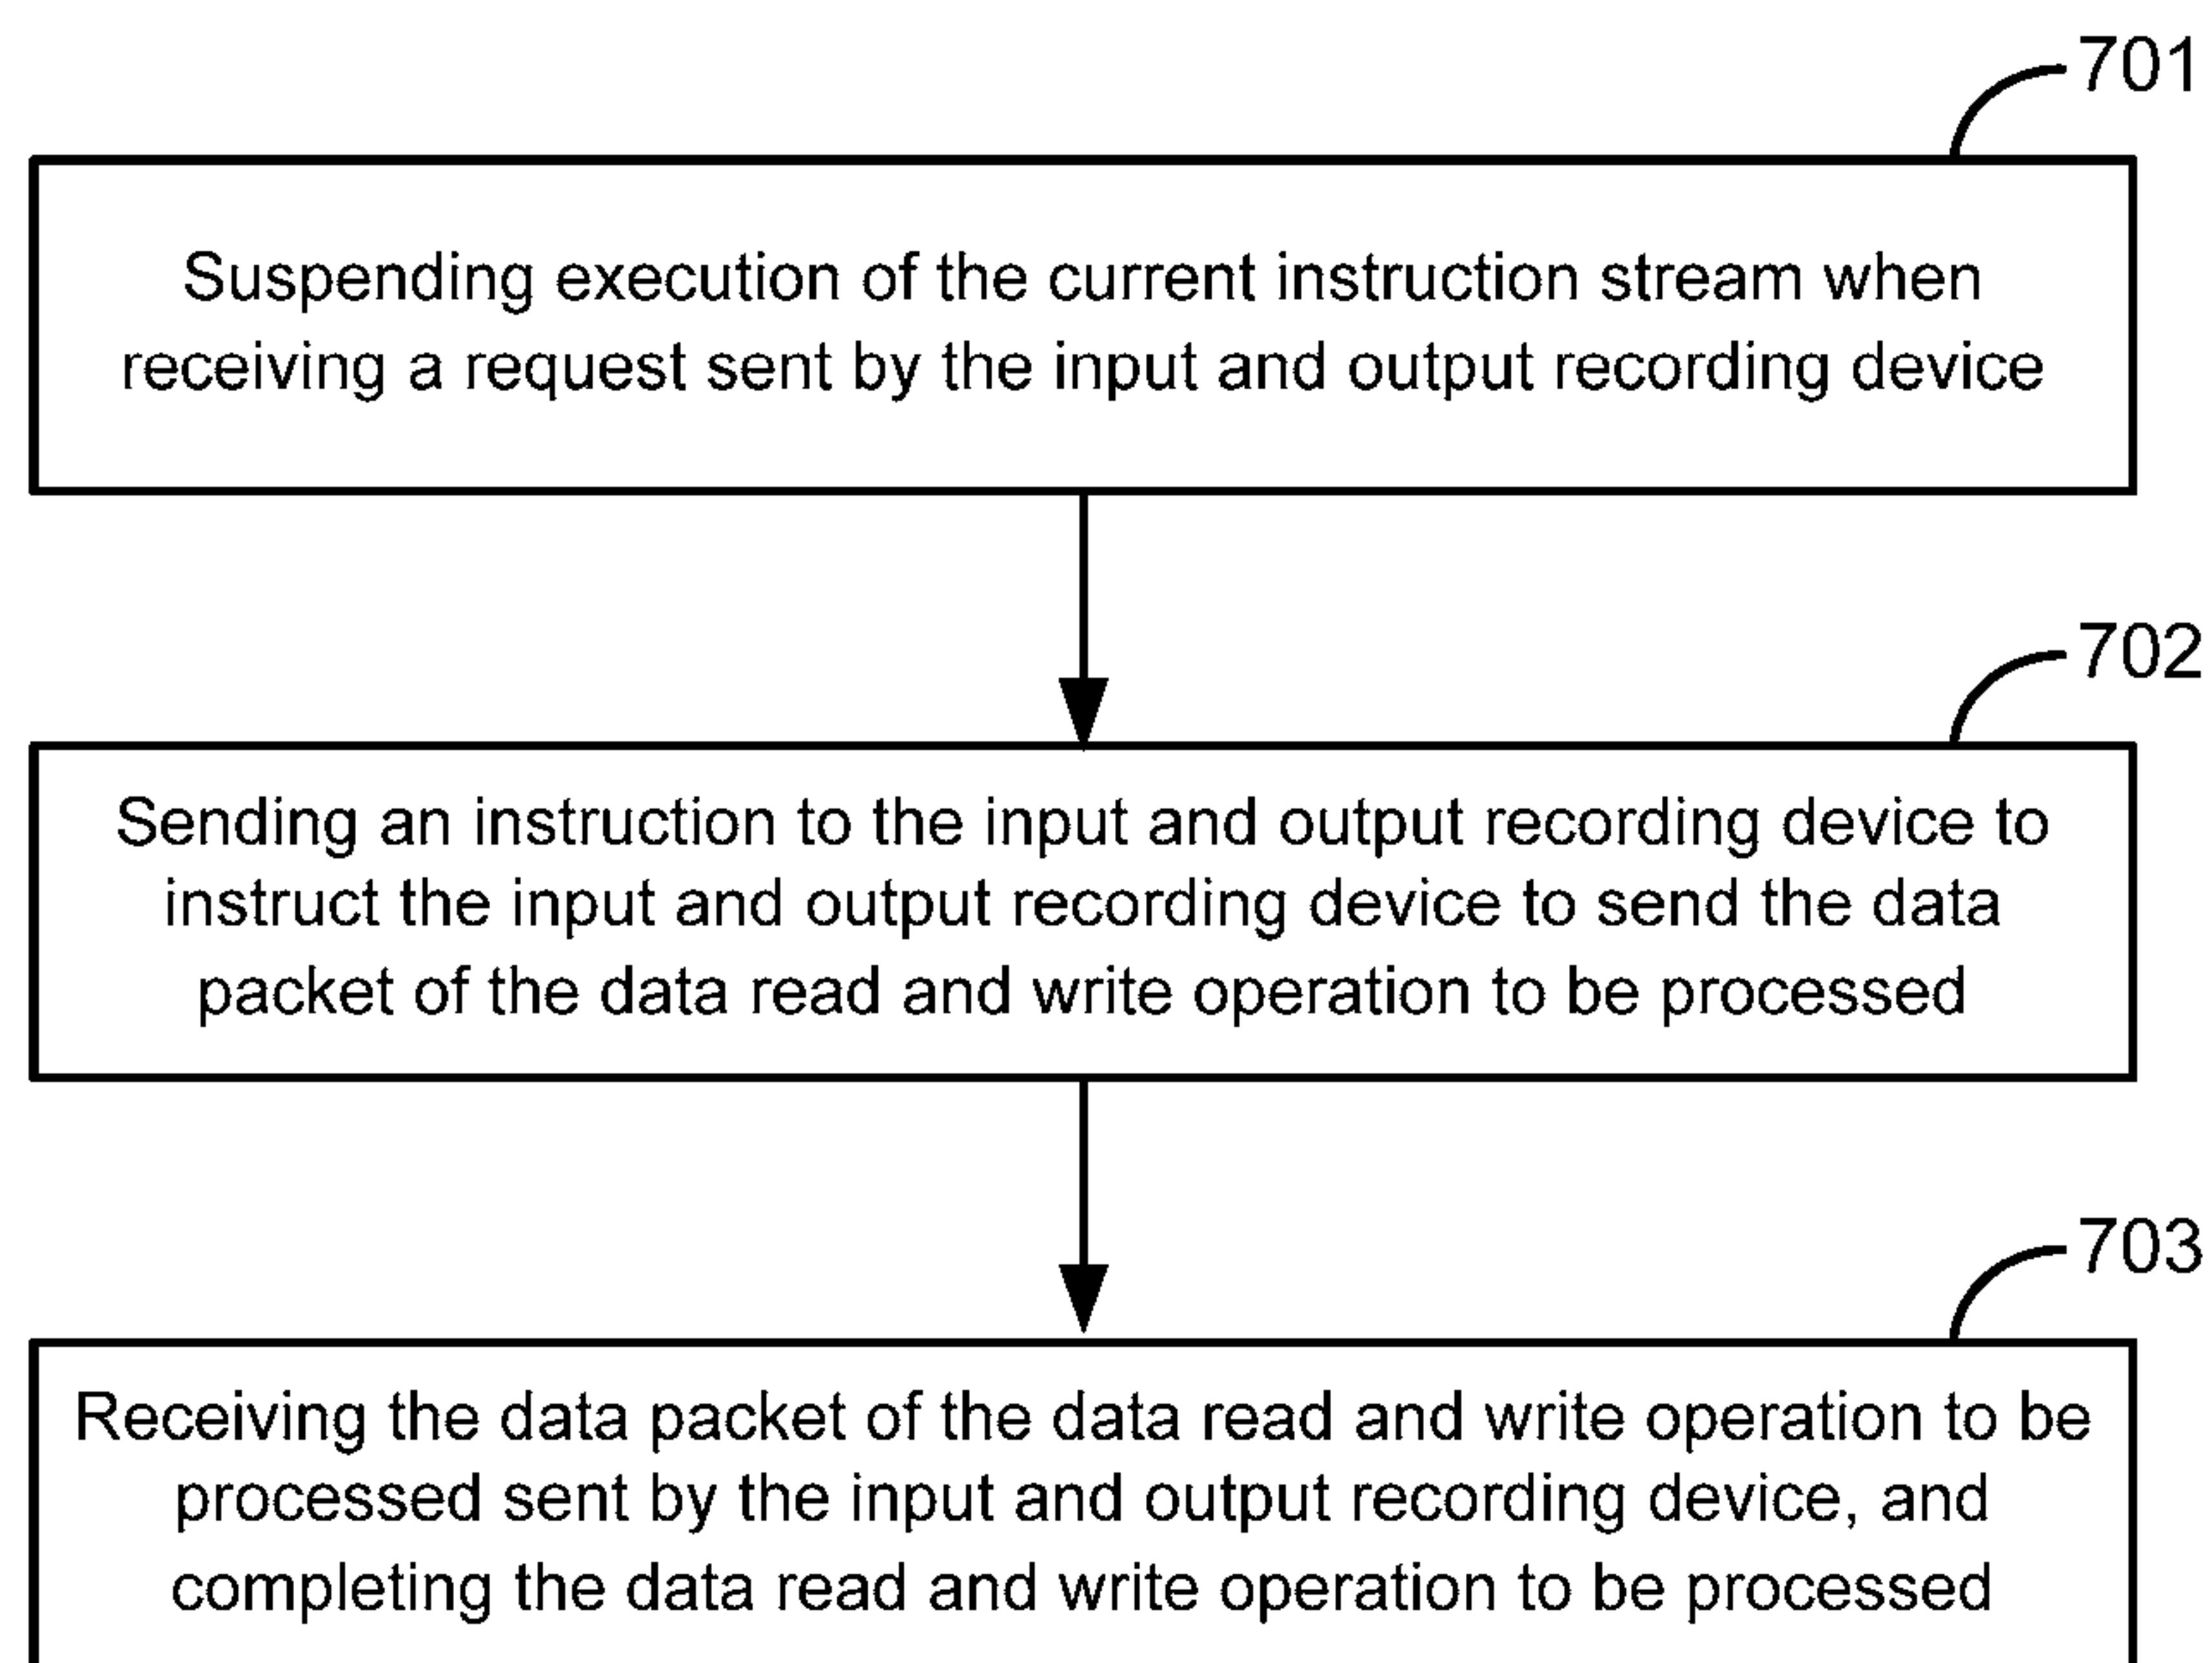 701
Suspending execution of the current instruction stream when
receiving a request sent by the input and output recording device
702
Sending an instruction to the input and output recording device to
instruct the input and output recording device to send the data
packet of the data read and write operation to be processed
703
Receiving the data packet of the data read and write operation to be
processed sent by the input and output recording device, and
completing the data read and write operation to be processed